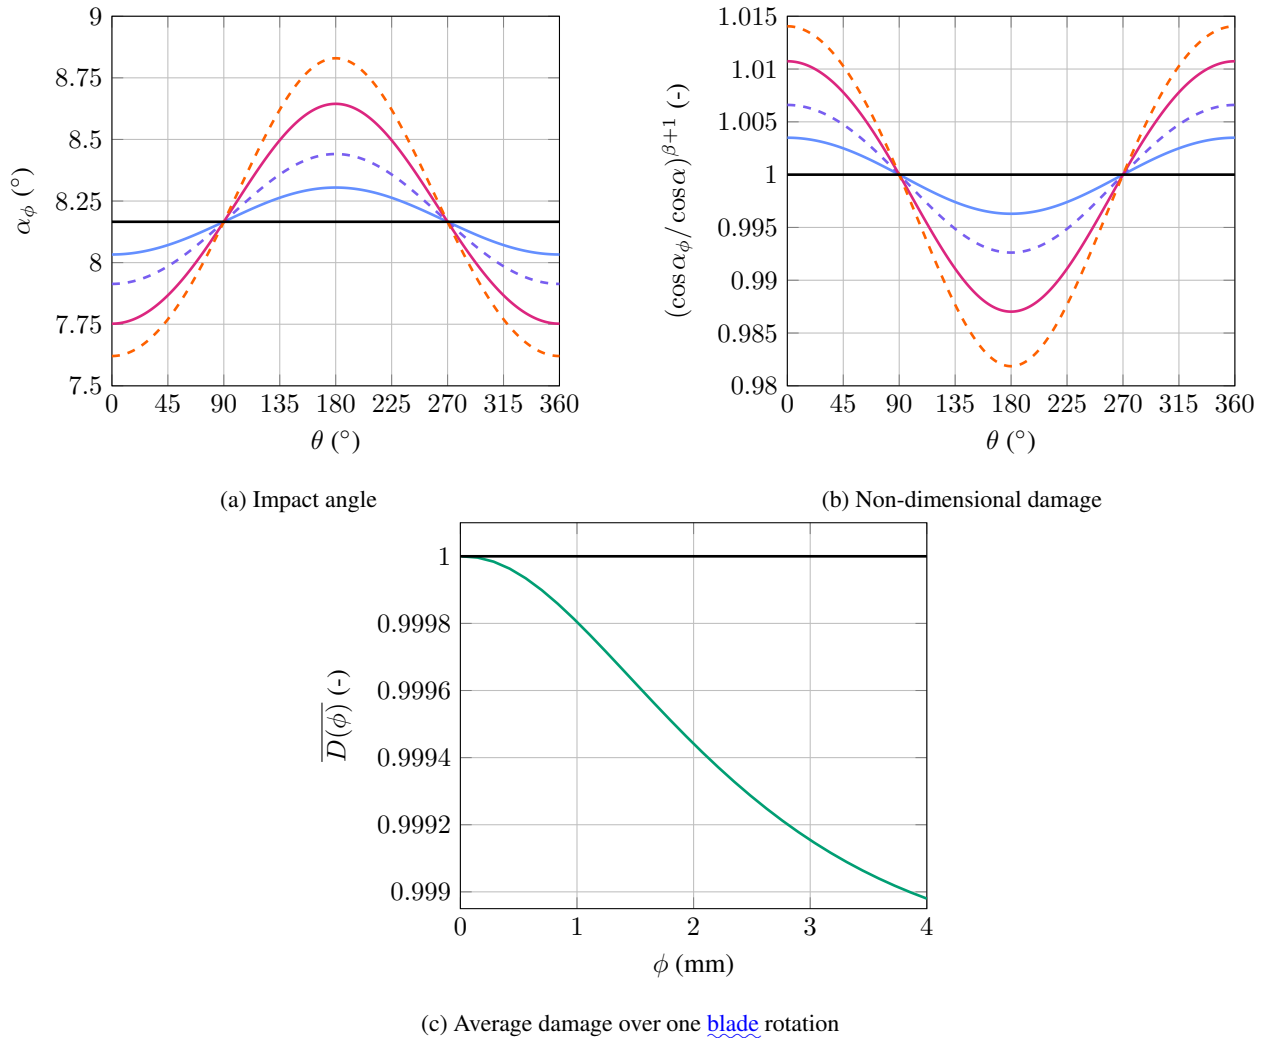 9
8.75
8.5
8.25
8
7.75
7.5
0 45 90 135 180 225 270 315 360
α_ϕ (°)
θ (°)
(a) Impact angle
1.015
1.01
1.005
1
0.995
0.99
0.985
0.98
0 45 90 135 180 225 270 315 360
(cos α_ϕ / cos α)^{β+1} (-)
θ (°)
(b) Non-dimensional damage
1
0.9998
0.9996
0.9994
0.9992
0.999
0 1 2 3 4
\overline{D(ϕ)} (-)
ϕ (mm)
(c) Average damage over one blade rotation